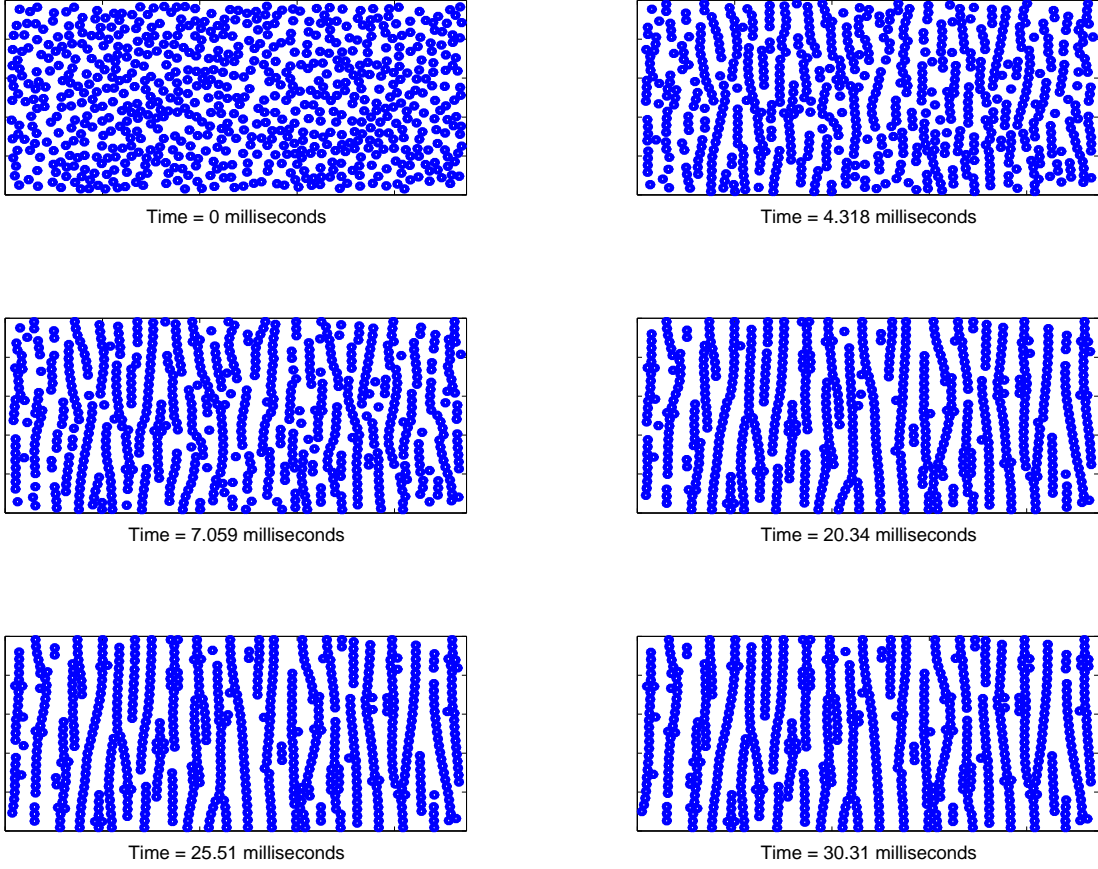 Time = 0 milliseconds
Time = 4.318 milliseconds
Time = 7.059 milliseconds
Time = 20.34 milliseconds
Time = 25.51 milliseconds
Time = 30.31 milliseconds